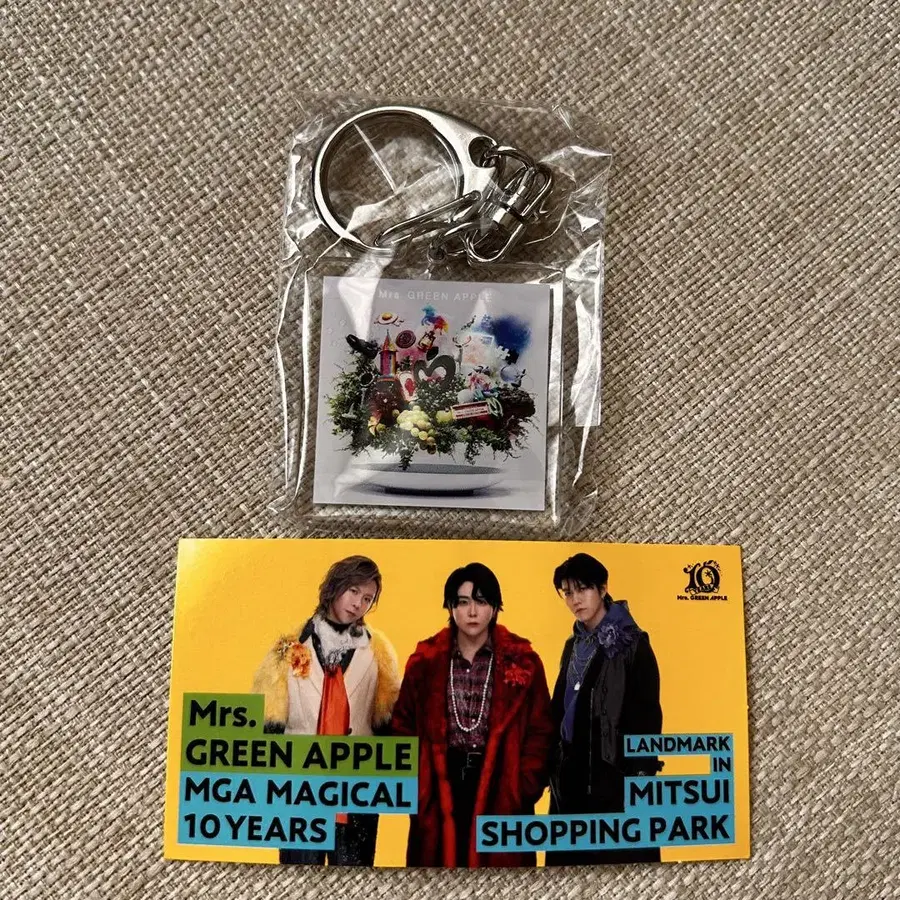 Mrs. GREEN APPLE
10
Mrs. GREEN APPLE
Mrs.
GREEN APPLE
MGA MAGICAL
10 YEARS
LANDMARK
IN
MITSUI
SHOPPING PARK